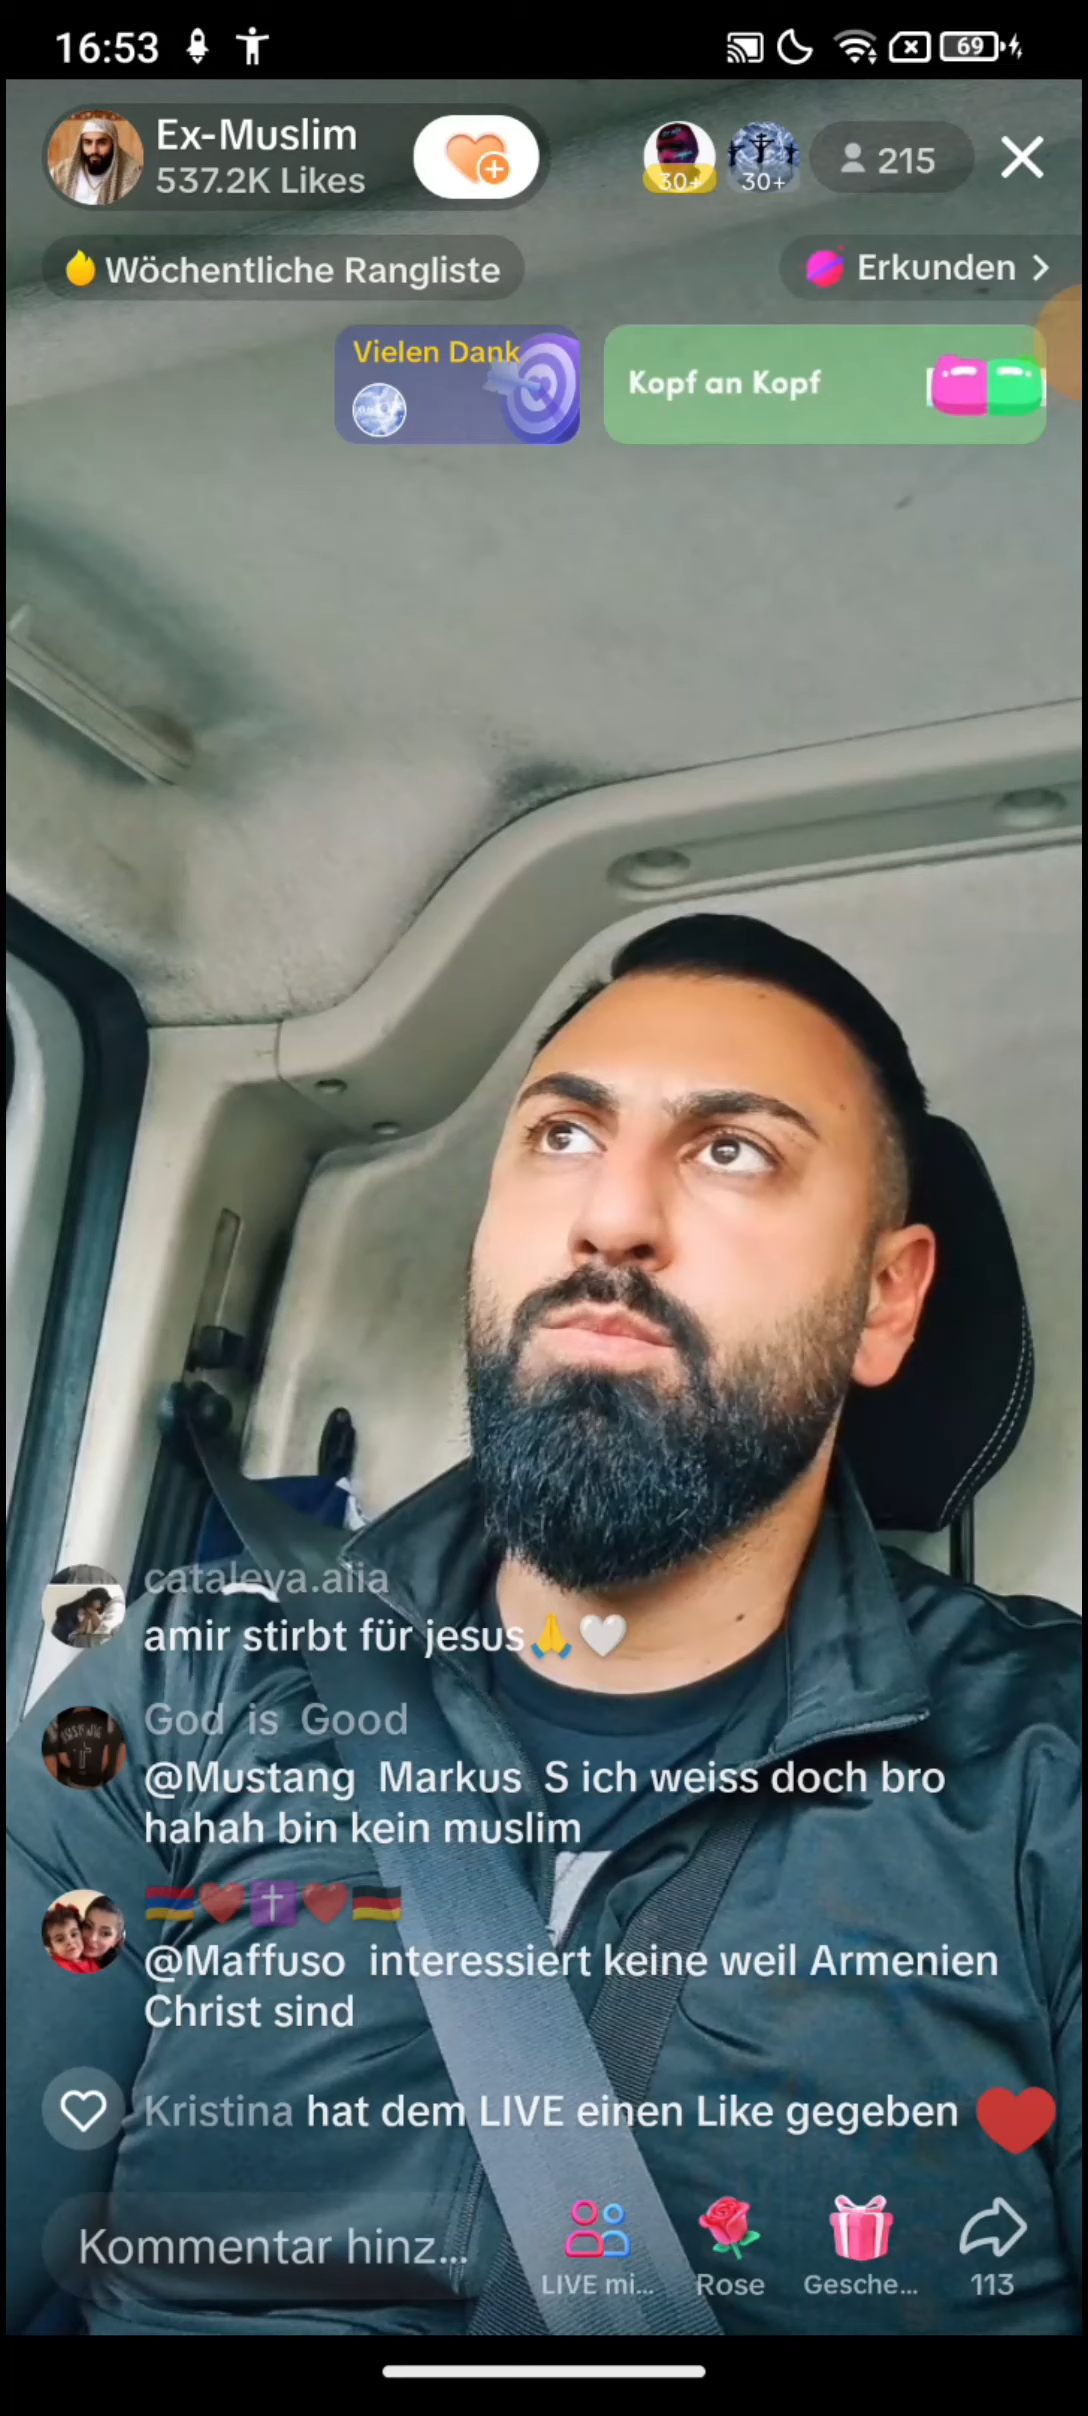 16:53
69
Ex-Muslim
537.2K Likes
30+
30+
215
Wöchentliche Rangliste
Erkunden
Vielen Dank
Kopf an Kopf
cataleya.alia
amir stirbt für jesus🙏🤍
God is Good
@Mustang Markus S ich weiss doch bro
hahah bin kein muslim
🇦🇲❤️✝️❤️🇩🇪
@Maffuso interessiert keine weil Armenien
Christ sind
Kristina hat dem LIVE einen Like gegeben
Kommentar hinz...
LIVE mi...
Rose
Gesche...
113